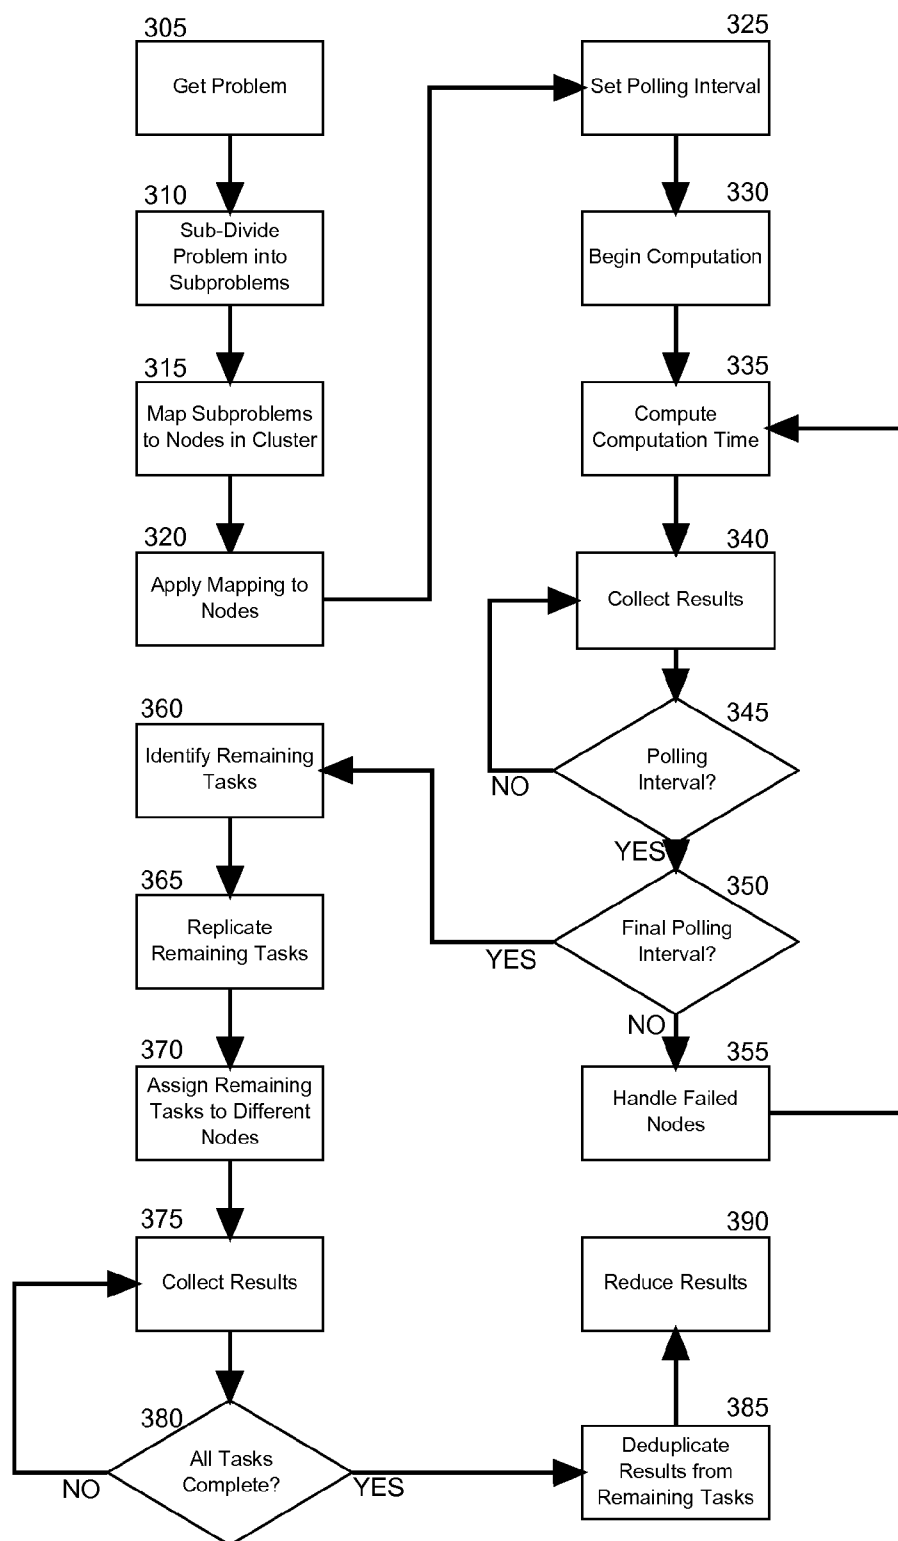 305
Get Problem
310
Sub-Divide
Problem into
Subproblems
315
Map Subproblems
to Nodes in Cluster
320
Apply Mapping to
Nodes
325
Set Polling Interval
330
Begin Computation
335
Compute
Computation Time
340
Collect Results
345
Polling
Interval?
NO
YES
350
Final Polling
Interval?
YES
NO
355
Handle Failed
Nodes
360
Identify Remaining
Tasks
365
Replicate
Remaining Tasks
370
Assign Remaining
Tasks to Different
Nodes
375
Collect Results
380
All Tasks
Complete?
NO
YES
385
Deduplicate
Results from
Remaining Tasks
390
Reduce Results